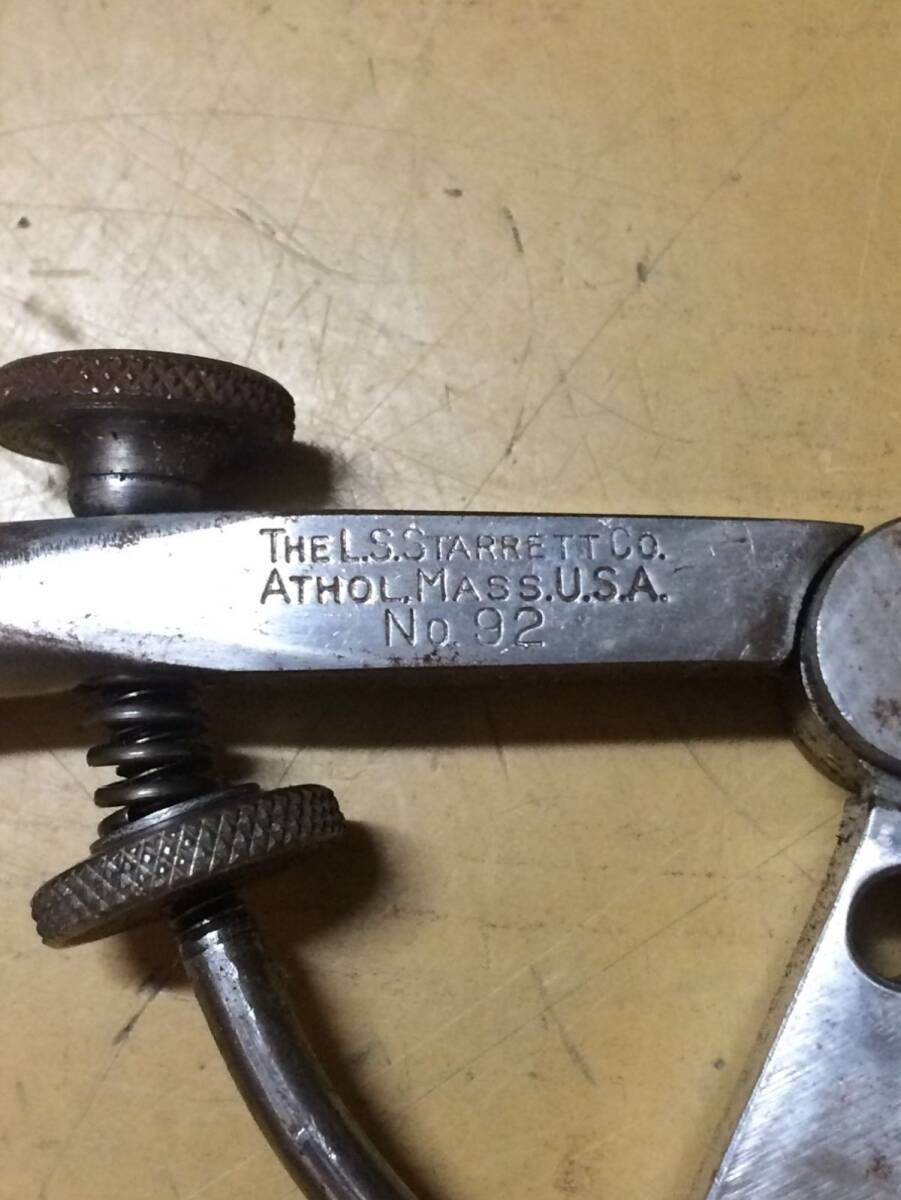 THE L.S. STARRETT CO.
ATHOL, MASS. U.S.A.
No. 92